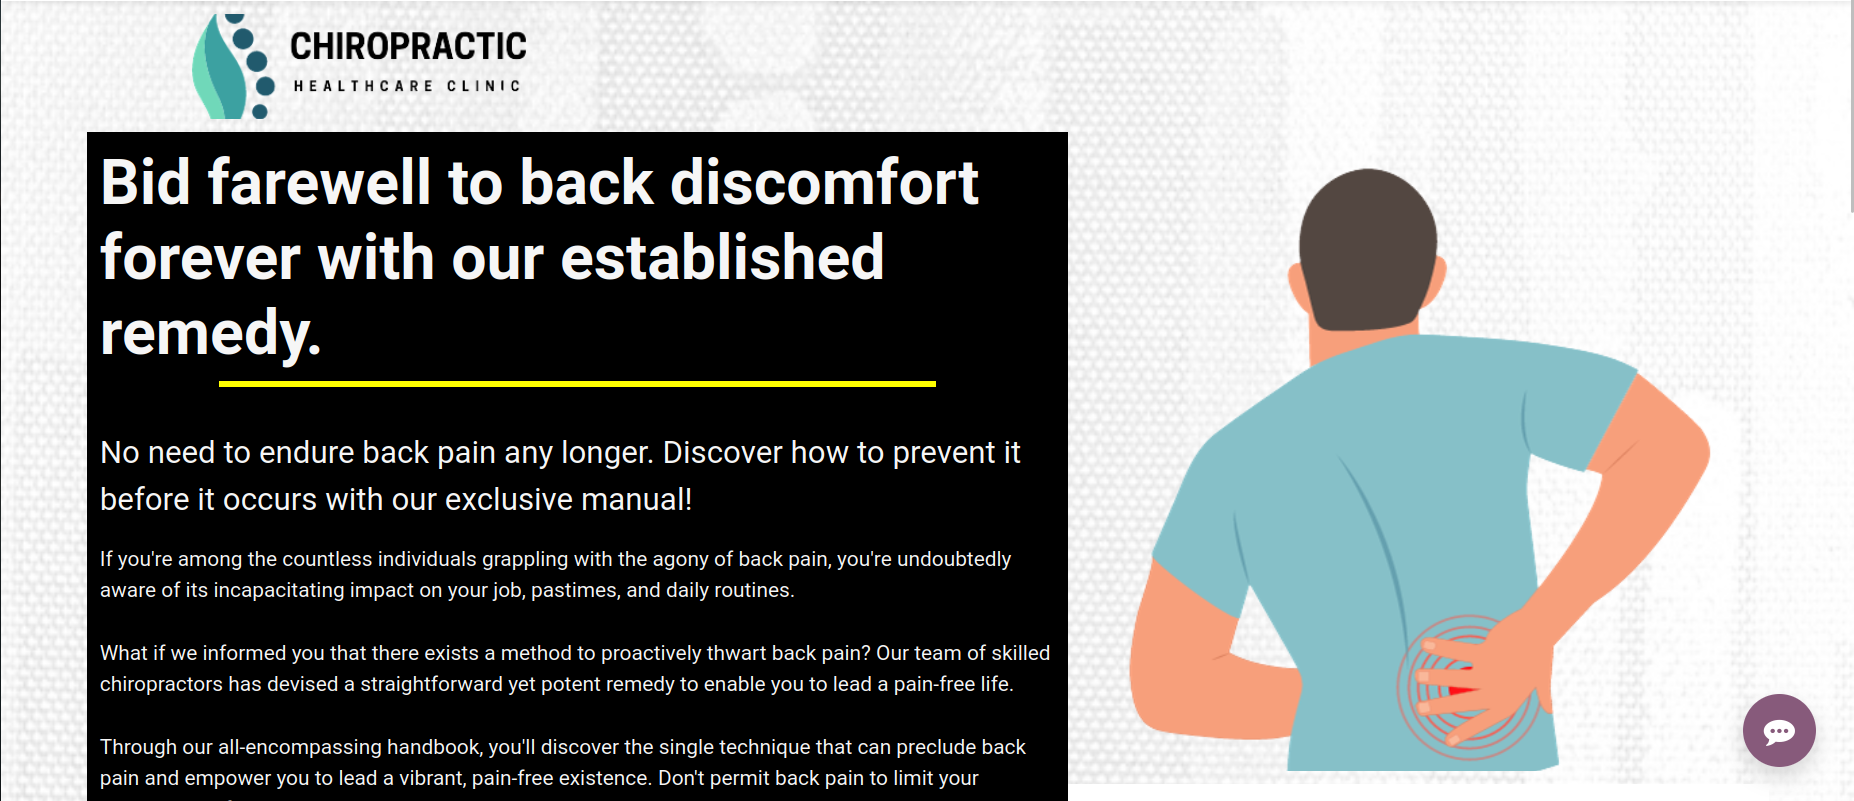 CHIROPRACTIC
HEALTHCARE CLINIC
Bid farewell to back discomfort
forever with our established
remedy.
No need to endure back pain any longer. Discover how to prevent it
before it occurs with our exclusive manual!
If you're among the countless individuals grappling with the agony of back pain, you're undoubtedly
aware of its incapacitating impact on your job, pastimes, and daily routines.
What if we informed you that there exists a method to proactively thwart back pain? Our team of skilled
chiropractors has devised a straightforward yet potent remedy to enable you to lead a pain-free life.
Through our all-encompassing handbook, you'll discover the single technique that can preclude back
pain and empower you to lead a vibrant, pain-free existence. Don't permit back pain to limit your